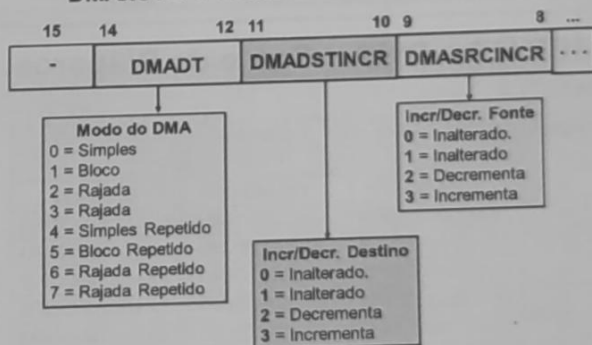 15 14 12 11 10 9 8 ...
- DMADT DMADSTINCR DMASRCINCR ...
Modo do DMA
0 = Simples
1 = Bloco
2 = Rajada
3 = Rajada
4 = Simples Repetido
5 = Bloco Repetido
6 = Rajada Repetido
7 = Rajada Repetido
Incr/Decr. Destino
0 = Inalterado.
1 = Inalterado
2 = Decrementa
3 = Incrementa
Incr/Decr. Fonte
0 = Inalterado.
1 = Inalterado
2 = Decrementa
3 = Incrementa